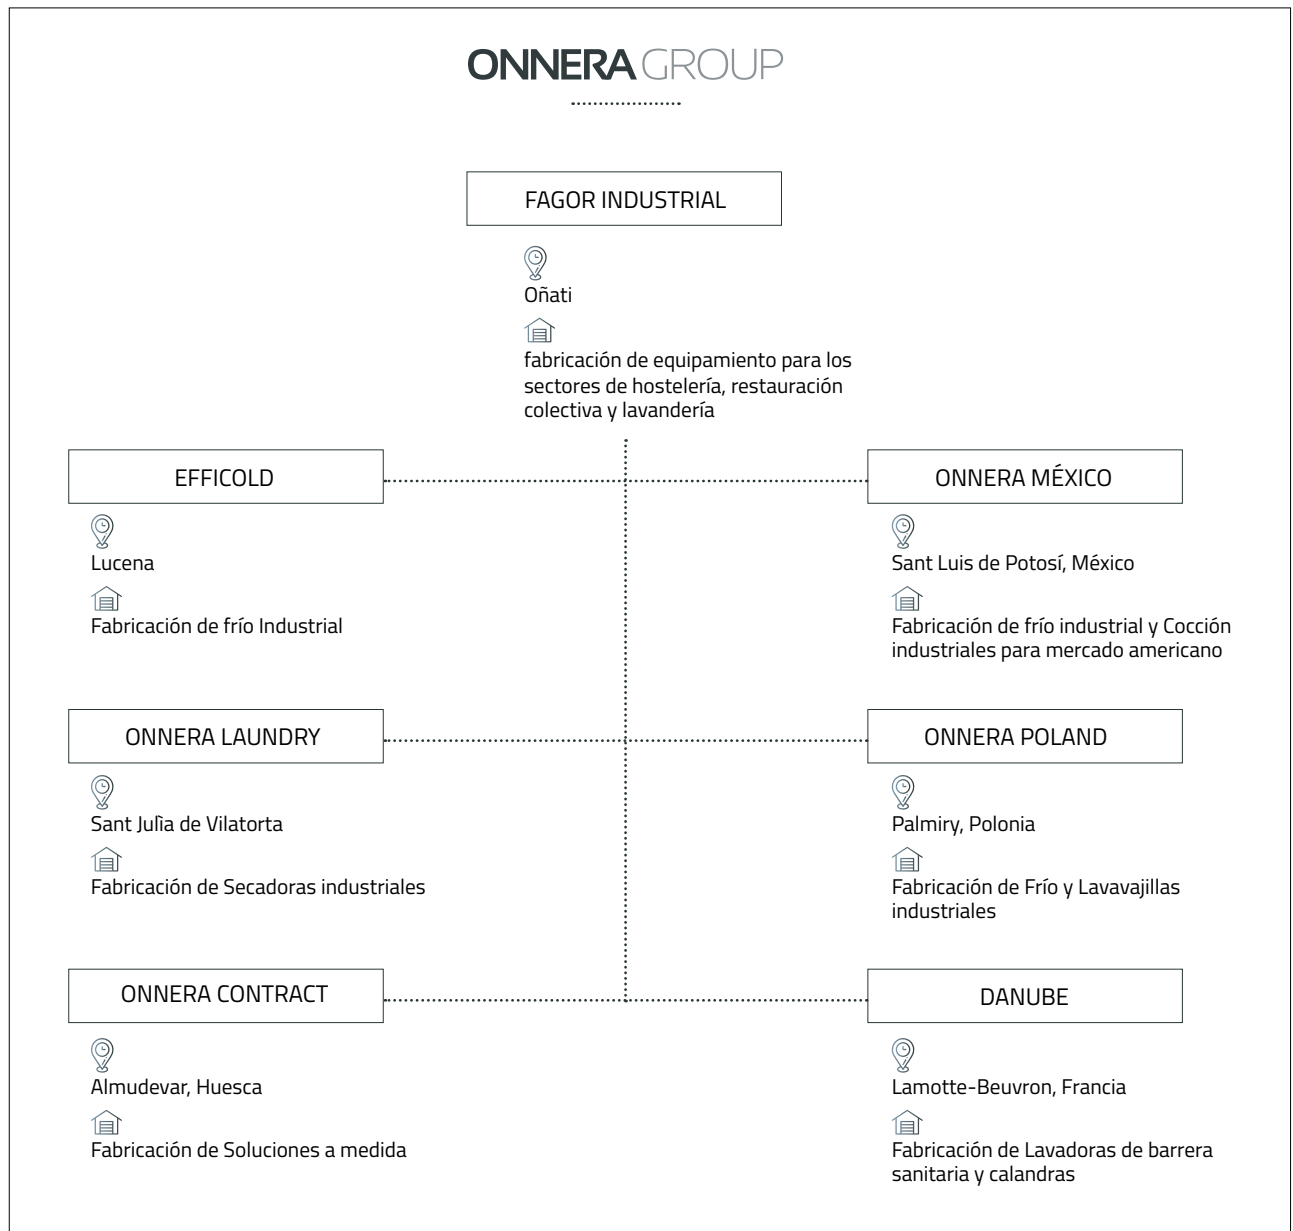 ONNERA GROUP
FAGOR INDUSTRIAL
Oñati
fabricación de equipamiento para los
sectores de hostelería, restauración
colectiva y lavandería
EFFICOLD
Lucena
Fabricación de frío Industrial
ONNERA MÉXICO
Sant Luis de Potosí, México
Fabricación de frío industrial y Cocción
industriales para mercado americano
ONNERA LAUNDRY
Sant Julìa de Vilatorta
Fabricación de Secadoras industriales
ONNERA POLAND
Palmiry, Polonia
Fabricación de Frío y Lavavajillas
industriales
ONNERA CONTRACT
Almudevar, Huesca
Fabricación de Soluciones a medida
DANUBE
Lamotte-Beuvron, Francia
Fabricación de Lavadoras de barrera
sanitaria y calandras